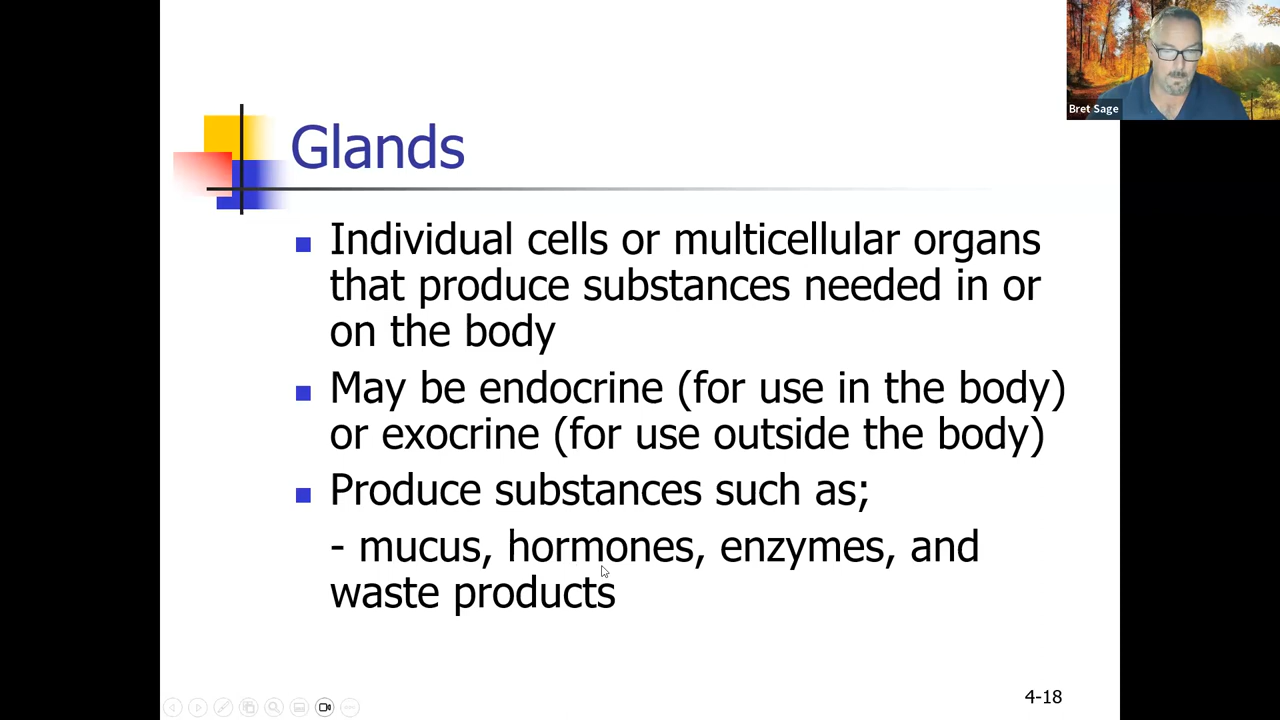 Bret Sage
Glands
Individual cells or multicellular organs
that produce substances needed in or
on the body
May be endocrine (for use in the body)
or exocrine (for use outside the body)
Produce substances such as;
- mucus, hormones, enzymes, and
waste products
4-18